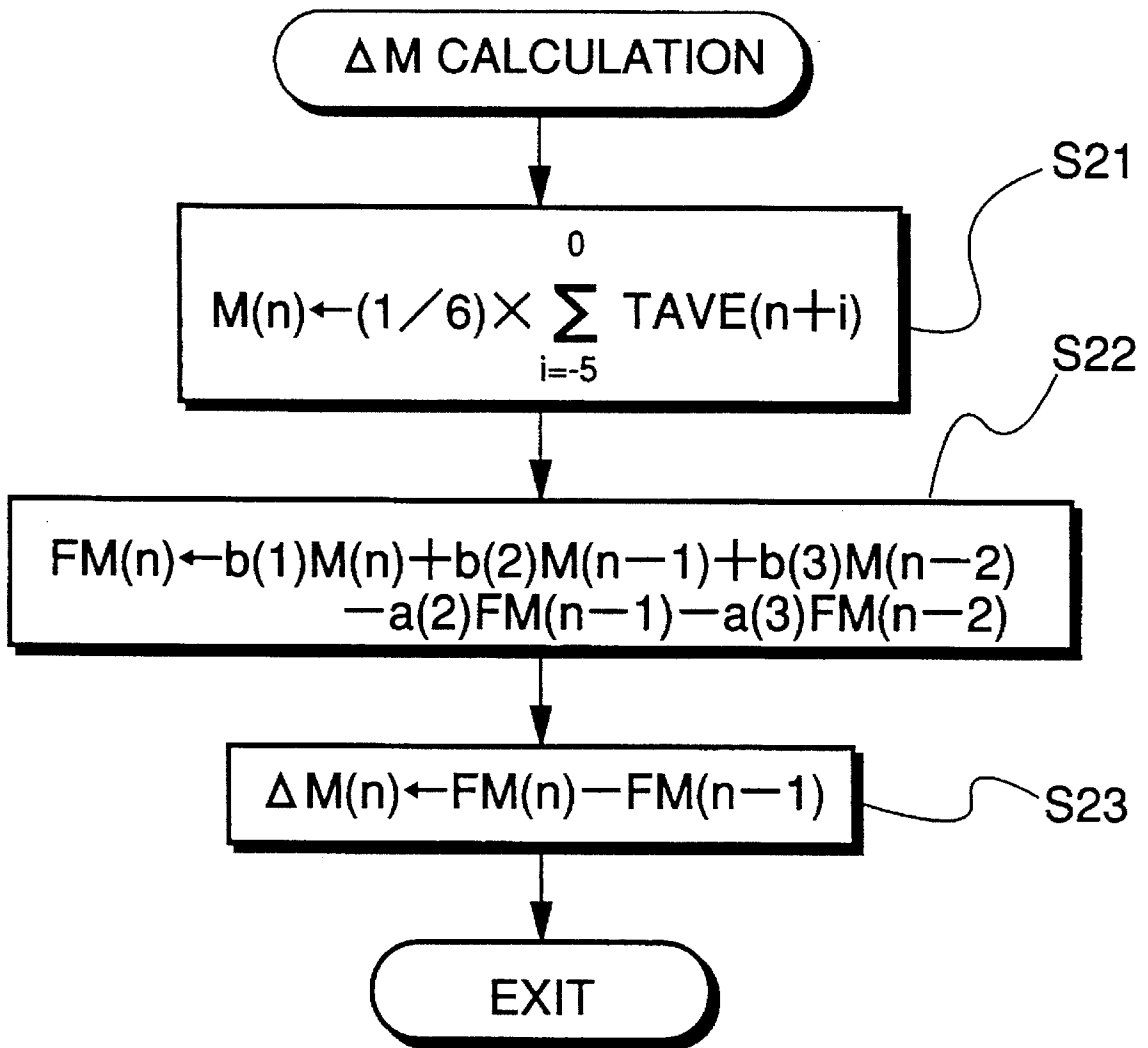 ΔM CALCULATION
S21
0
M(n)←(1/6)×∑ TAVE(n+i)
i=-5
S22
FM(n)←b(1)M(n)+b(2)M(n-1)+b(3)M(n-2)
-a(2)FM(n-1)-a(3)FM(n-2)
ΔM(n)←FM(n)-FM(n-1)
S23
EXIT